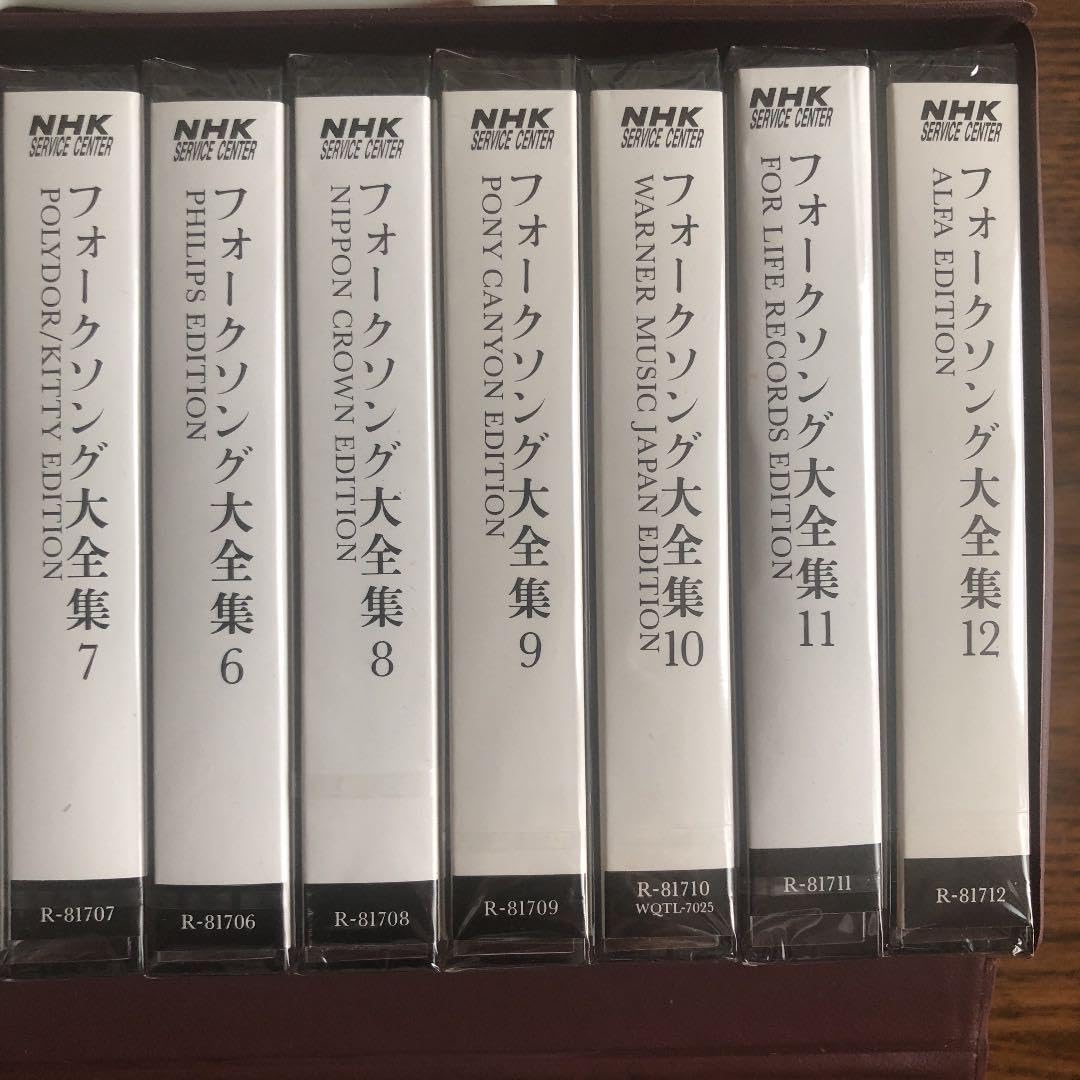 NHK
SERVICE CENTER
フォークソング大全集 7
POLYDOR/KITTY EDITION
R-81707
NHK
SERVICE CENTER
フォークソング大全集 6
PHILIPS EDITION
R-81706
NHK
SERVICE CENTER
フォークソング大全集 8
NIPPON CROWN EDITION
R-81708
NHK
SERVICE CENTER
フォークソング大全集 9
PONY CANYON EDITION
R-81709
NHK
SERVICE CENTER
フォークソング大全集 10
WARNER MUSIC JAPAN EDITION
R-81710
WQTL-7025
NHK
SERVICE CENTER
フォークソング大全集 11
FOR LIFE RECORDS EDITION
R-81711
NHK
SERVICE CENTER
フォークソング大全集 12
ALFA EDITION
R-81712